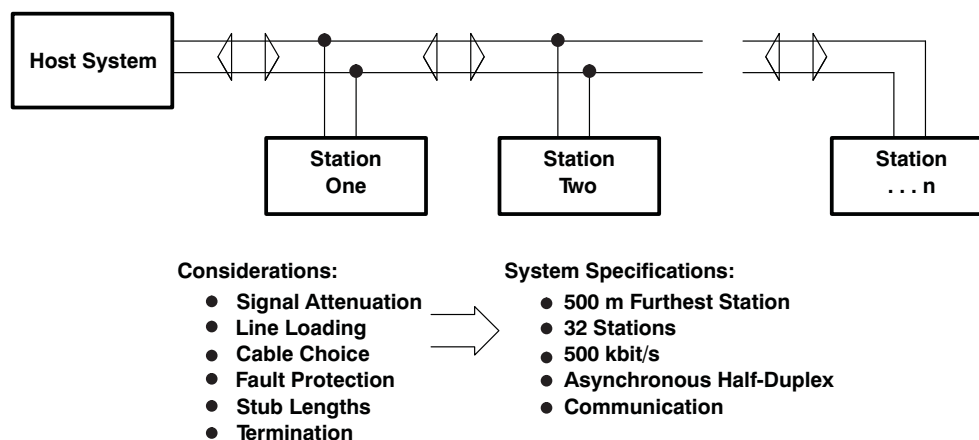 Host System
Station
One
Station
Two
Station
. . . n
Considerations:
● Signal Attenuation
● Line Loading
● Cable Choice
● Fault Protection
● Stub Lengths
● Termination
System Specifications:
● 500 m Furthest Station
● 32 Stations
● 500 kbit/s
● Asynchronous Half-Duplex
● Communication